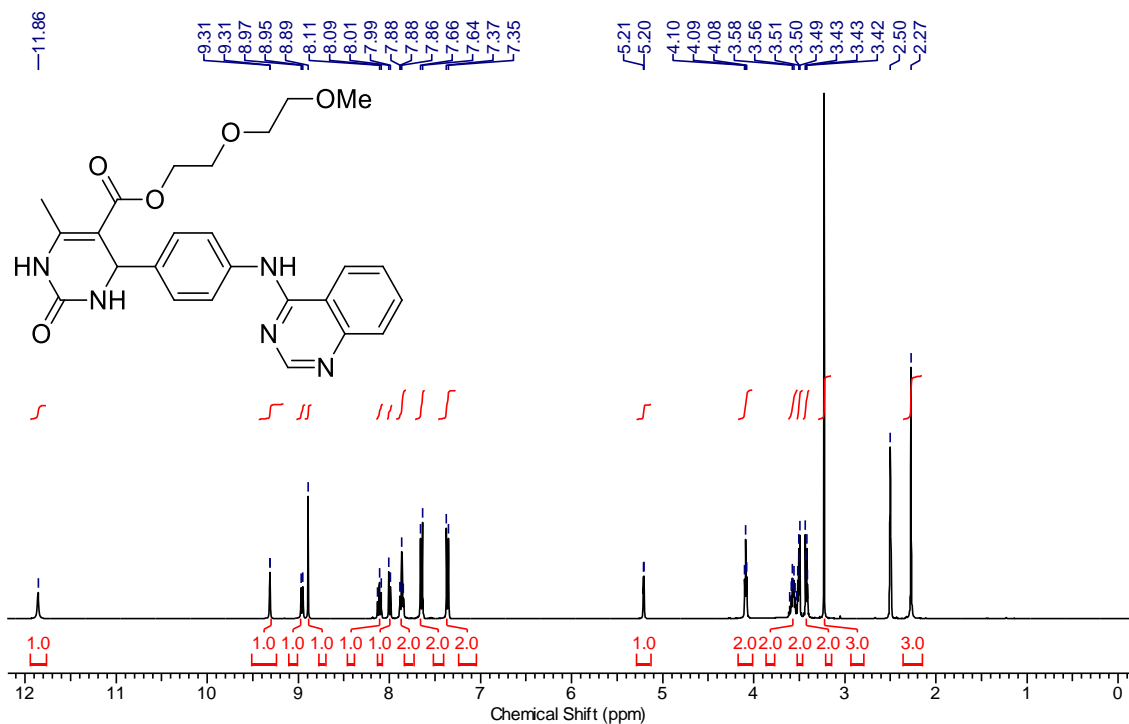 11.86
9.31
9.31
8.97
8.95
8.89
8.11
8.09
8.01
7.99
7.88
7.88
7.86
7.66
7.64
7.37
7.35
5.21
5.20
4.10
4.09
4.08
3.58
3.56
3.51
3.50
3.49
3.43
3.43
3.42
2.50
2.27
OMe
O
O
O
HN
NH
O
NH
N
N
1.0 1.0 1.0 1.0 1.0 1.0 2.0 2.0 2.0 1.0 2.0 2.0 2.0 2.0 3.0 3.0
12 11 10 9 8 7 6 5 4 3 2 1 0
Chemical Shift (ppm)